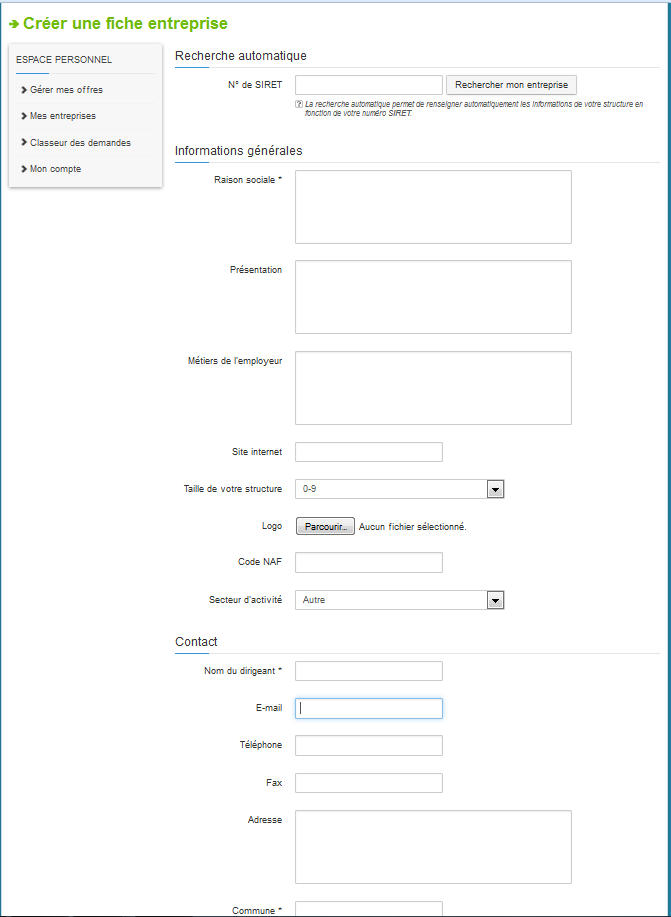 Créer une fiche entreprise
ESPACE PERSONNEL
Gérer mes offres
Mes entreprises
Classeur des demandes
Mon compte
Recherche automatique
N° de SIRET
Rechercher mon entreprise
? La recherche automatique permet de renseigner automatiquement les informations de votre structure en
fonction de votre numéro SIRET.
Informations générales
Raison sociale *
Présentation
Métiers de l'employeur
Site internet
Taille de votre structure 0-9
Logo Parcourir... Aucun fichier sélectionné.
Code NAF
Secteur d'activité Autre
Contact
Nom du dirigeant *
E-mail
Téléphone
Fax
Adresse
Commune *